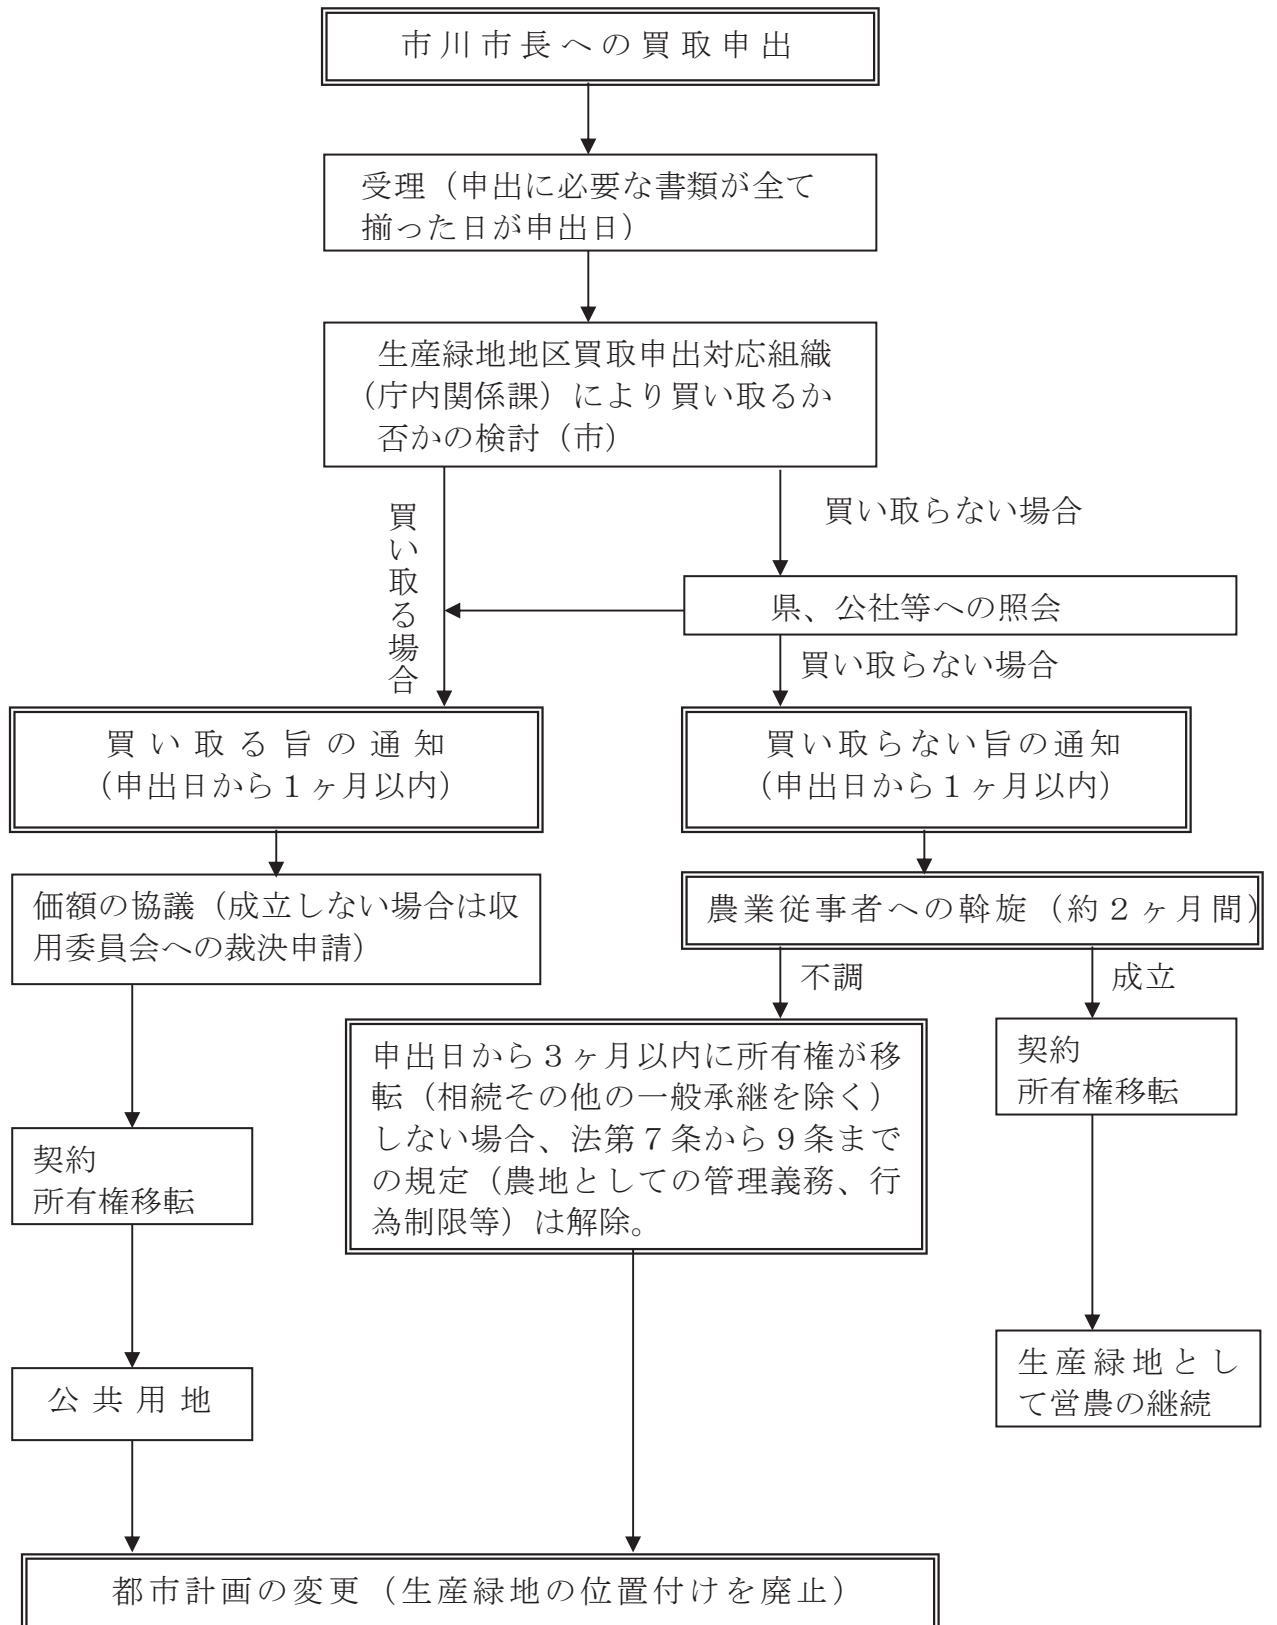 市川市長への買取申出
受理（申出に必要な書類が全て
揃った日が申出日）
生産緑地地区買取申出対応組織
（庁内関係課）により買い取るか
否かの検討（市）
買い取る場合
買い取らない場合
県、公社等への照会
買い取らない場合
買い取る旨の通知
（申出日から１ヶ月以内）
買い取らない旨の通知
（申出日から１ヶ月以内）
価額の協議（成立しない場合は収
用委員会への裁決申請）
農業従事者への斡旋（約２ヶ月間）
不調
成立
申出日から３ヶ月以内に所有権が移
転（相続その他の一般承継を除く）
しない場合、法第７条から９条まで
の規定（農地としての管理義務、行
為制限等）は解除。
契約
所有権移転
契約
所有権移転
生産緑地とし
て営農の継続
公共用地
都市計画の変更（生産緑地の位置付けを廃止）